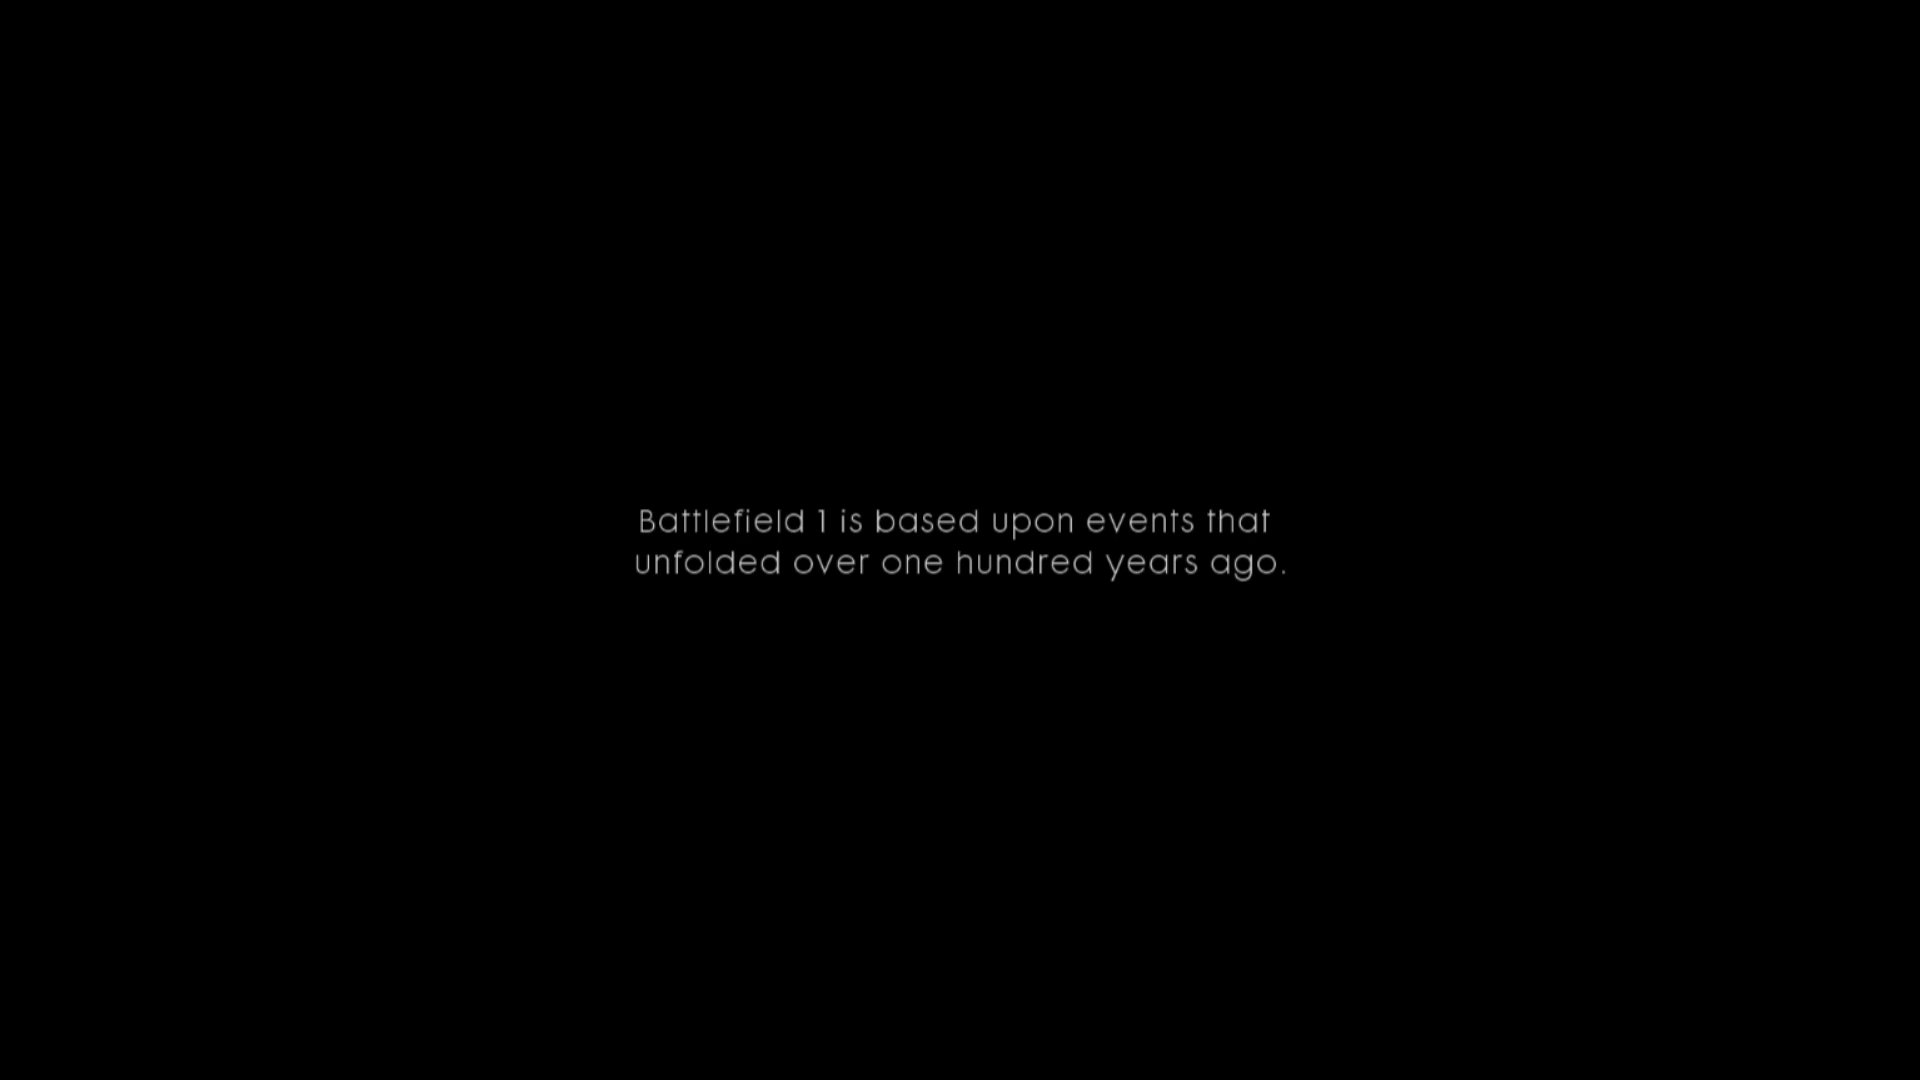 Battlefield 1 is based upon events that
unfolded over one hundred years ago.